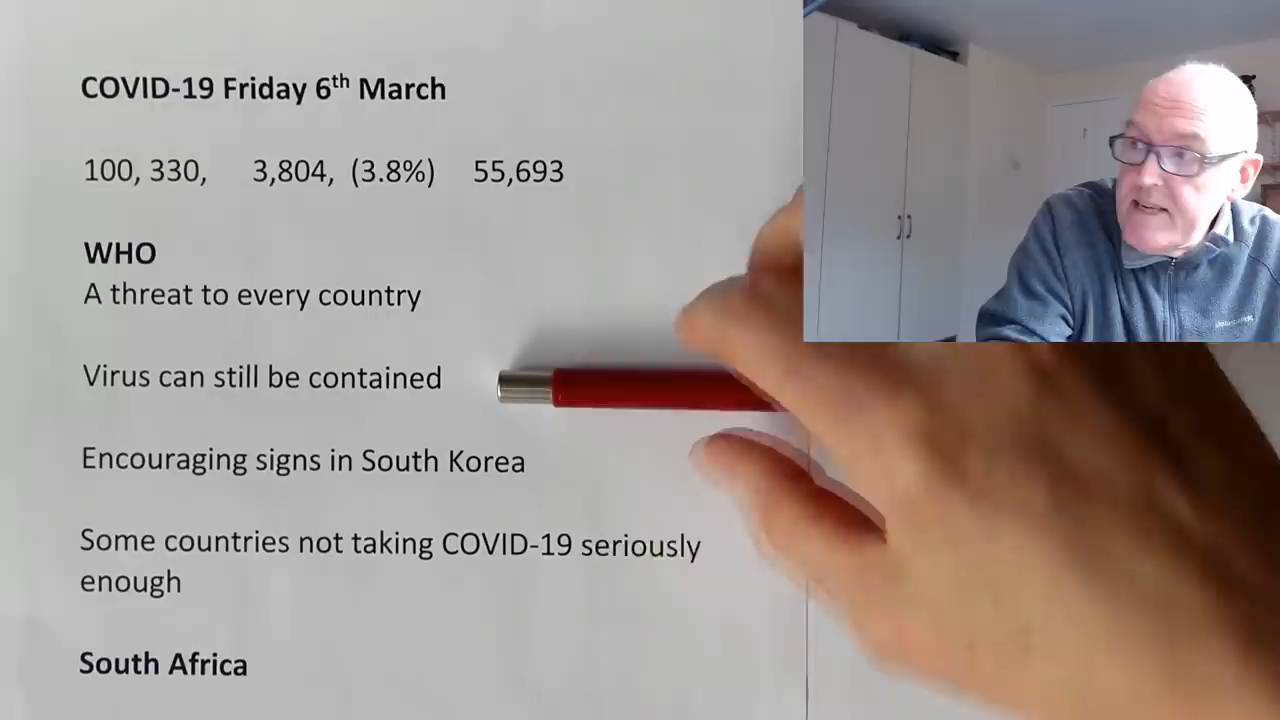 COVID-19 Friday 6th March
100, 330, 3,804, (3.8%) 55,693
WHO
A threat to every country
Virus can still be contained
Encouraging signs in South Korea
Some countries not taking COVID-19 seriously
enough
South Africa